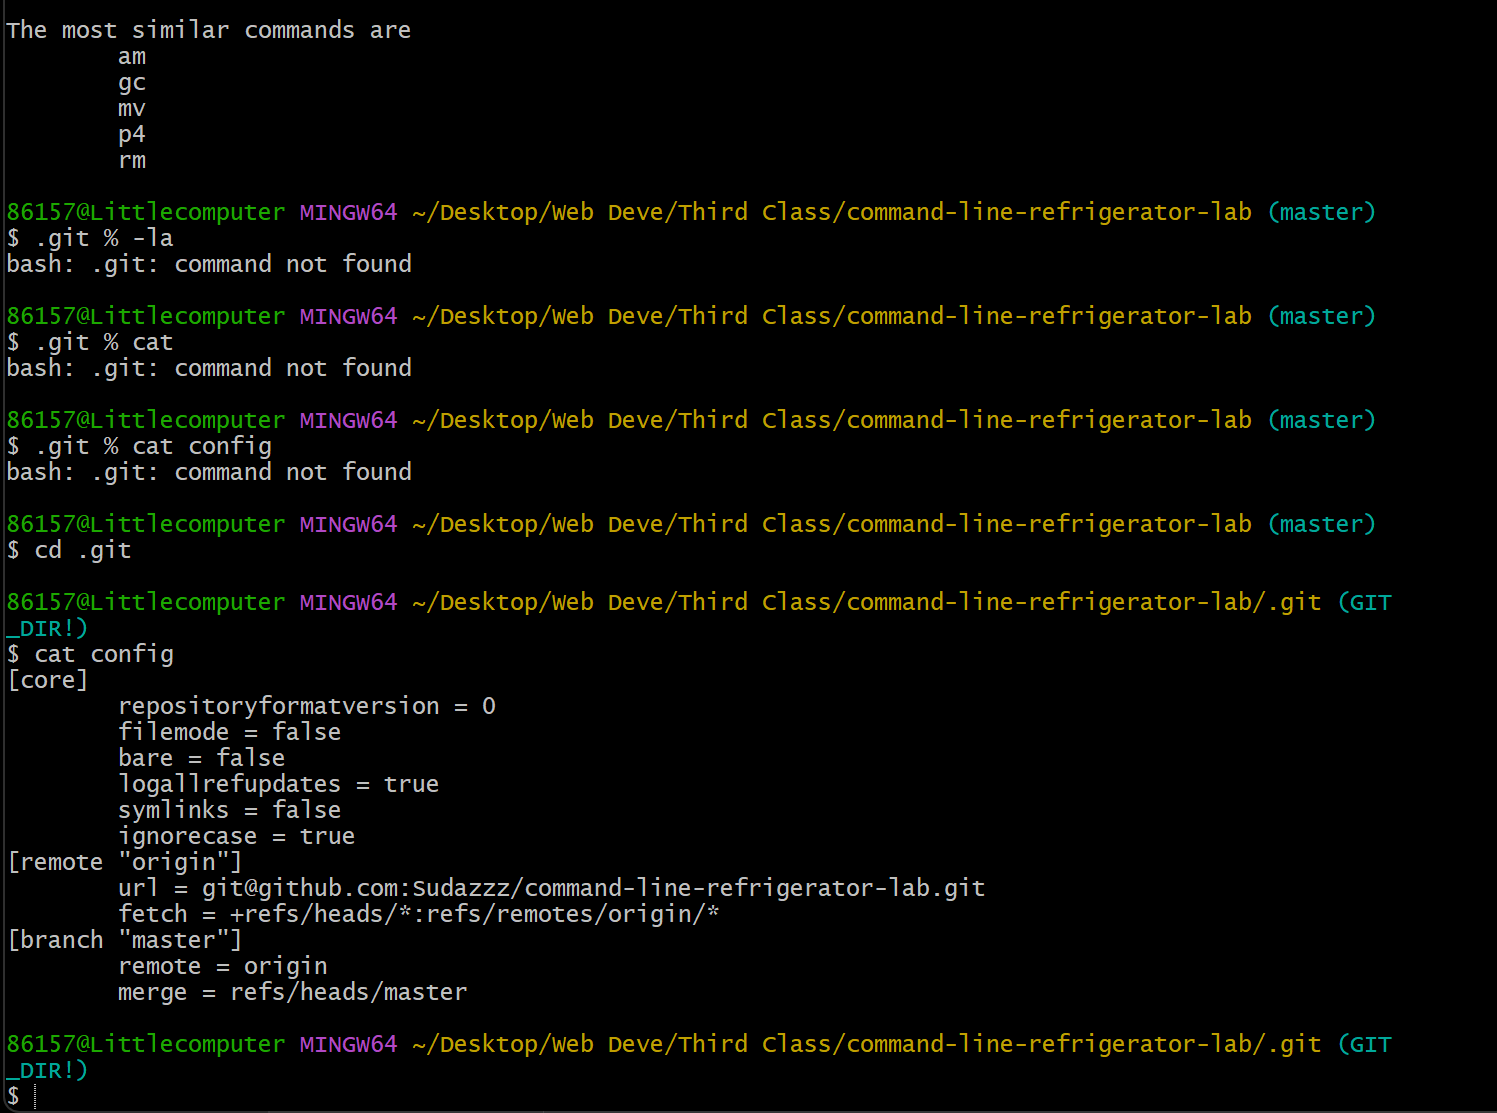 The most similar commands are
        am
        gc
        mv
        p4
        rm

86157@Littlecomputer MINGW64 ~/Desktop/Web Deve/Third Class/command-line-refrigerator-lab (master)
$ .git % -la
bash: .git: command not found

86157@Littlecomputer MINGW64 ~/Desktop/Web Deve/Third Class/command-line-refrigerator-lab (master)
$ .git % cat
bash: .git: command not found

86157@Littlecomputer MINGW64 ~/Desktop/Web Deve/Third Class/command-line-refrigerator-lab (master)
$ .git % cat config
bash: .git: command not found

86157@Littlecomputer MINGW64 ~/Desktop/Web Deve/Third Class/command-line-refrigerator-lab (master)
$ cd .git

86157@Littlecomputer MINGW64 ~/Desktop/Web Deve/Third Class/command-line-refrigerator-lab/.git (GIT
_DIR!)
$ cat config
[core]
        repositoryformatversion = 0
        filemode = false
        bare = false
        logallrefupdates = true
        symlinks = false
        ignorecase = true
[remote "origin"]
        url = git@github.com:Sudazzz/command-line-refrigerator-lab.git
        fetch = +refs/heads/*:refs/remotes/origin/*
[branch "master"]
        remote = origin
        merge = refs/heads/master

86157@Littlecomputer MINGW64 ~/Desktop/Web Deve/Third Class/command-line-refrigerator-lab/.git (GIT
_DIR!)
$